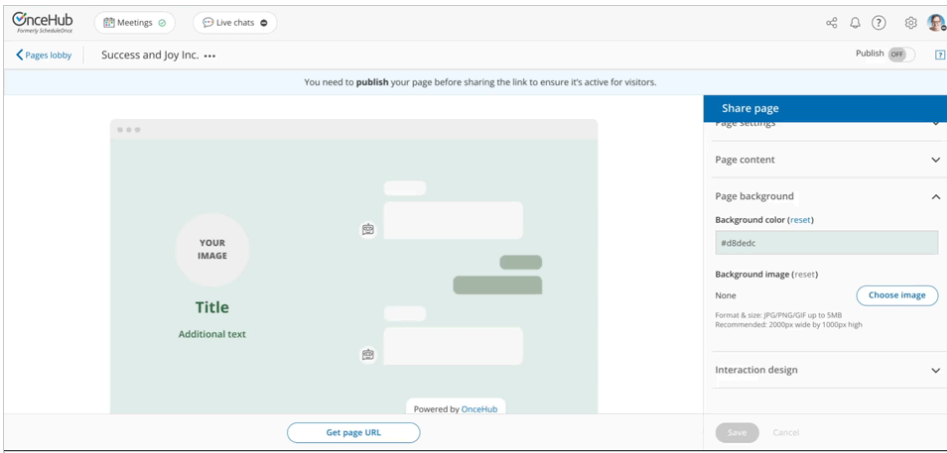 OnceHub
Formerly ScheduleOnce
Meetings
Live chats
Pages lobby
Success and Joy Inc.
Publish
OFF
You need to publish your page before sharing the link to ensure it's active for visitors.
Share page
Page settings
Page content
Page background
Background color (reset)
#d8dedc
Background image (reset)
None
Choose image
Format & size: JPG/PNG/GIF up to 5MB
Recommended: 2000px wide by 1000px high
Interaction design
YOUR
IMAGE
Title
Additional text
Powered by OnceHub
Get page URL
Save
Cancel